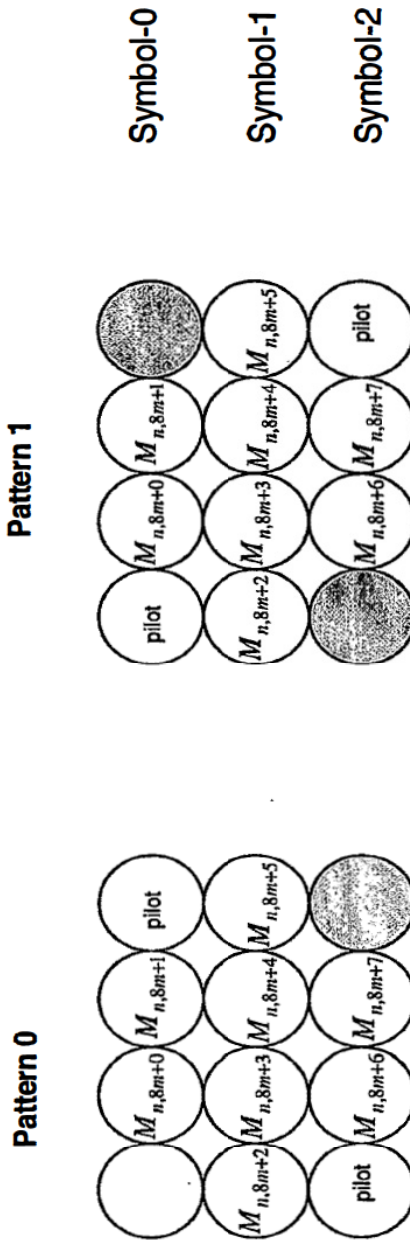 Pattern 0
M n,8m+0 M n,8m+1 pilot
M n,8m+2 M n,8m+3 M n,8m+4 M n,8m+5
pilot M n,8m+6 M n,8m+7
Pattern 1
pilot M n,8m+0 M n,8m+1
M n,8m+2 M n,8m+3 M n,8m+4 M n,8m+5
M n,8m+6 M n,8m+7 pilot
Symbol-0
Symbol-1
Symbol-2